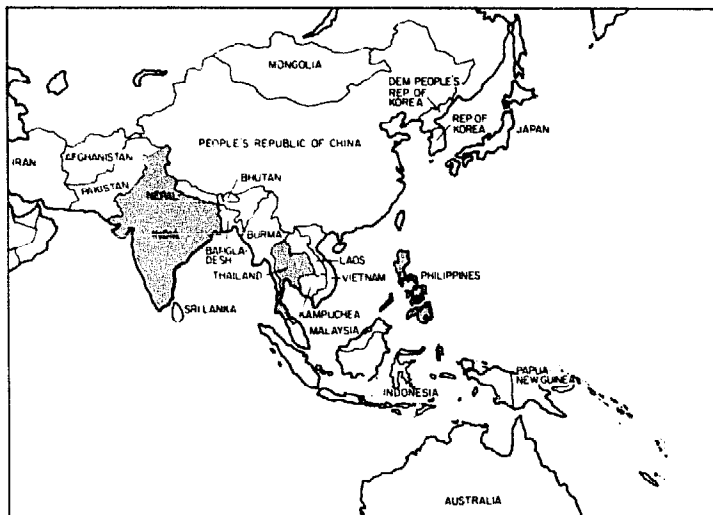 MONGOLIA
DEM PEOPLE'S
REP OF
KOREA
REP OF
KOREA
JAPAN
PEOPLE'S REPUBLIC OF CHINA
IRAN
AFGHANISTAN
PAKISTAN
NEPAL
BHUTAN
BURMA
BANGLA-
DESH
LAOS
THAILAND
VIETNAM
PHILIPPINES
SRI LANKA
KAMPUCHEA
MALAYSIA
PAPUA
NEW GUINEA
INDONESIA
AUSTRALIA